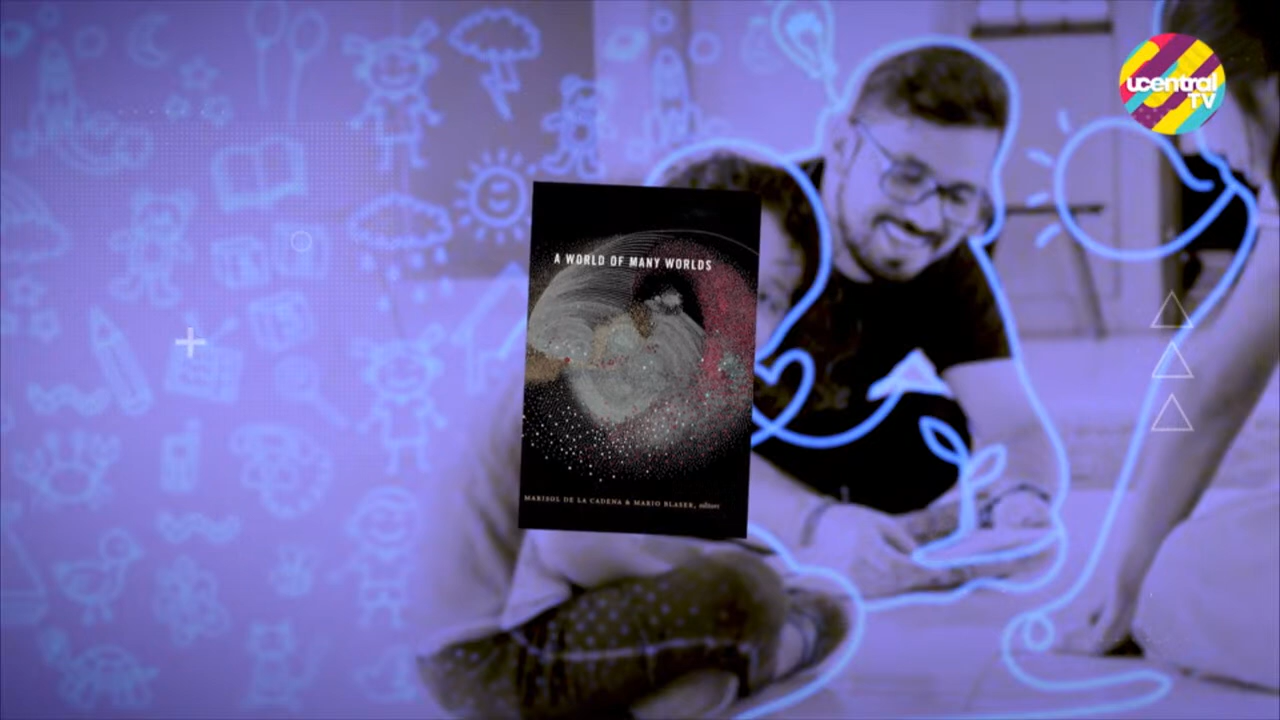 ucentral
TV
A WORLD OF MANY WORLDS
MARISOL DE LA CADENA & MARIO BLASER, editors